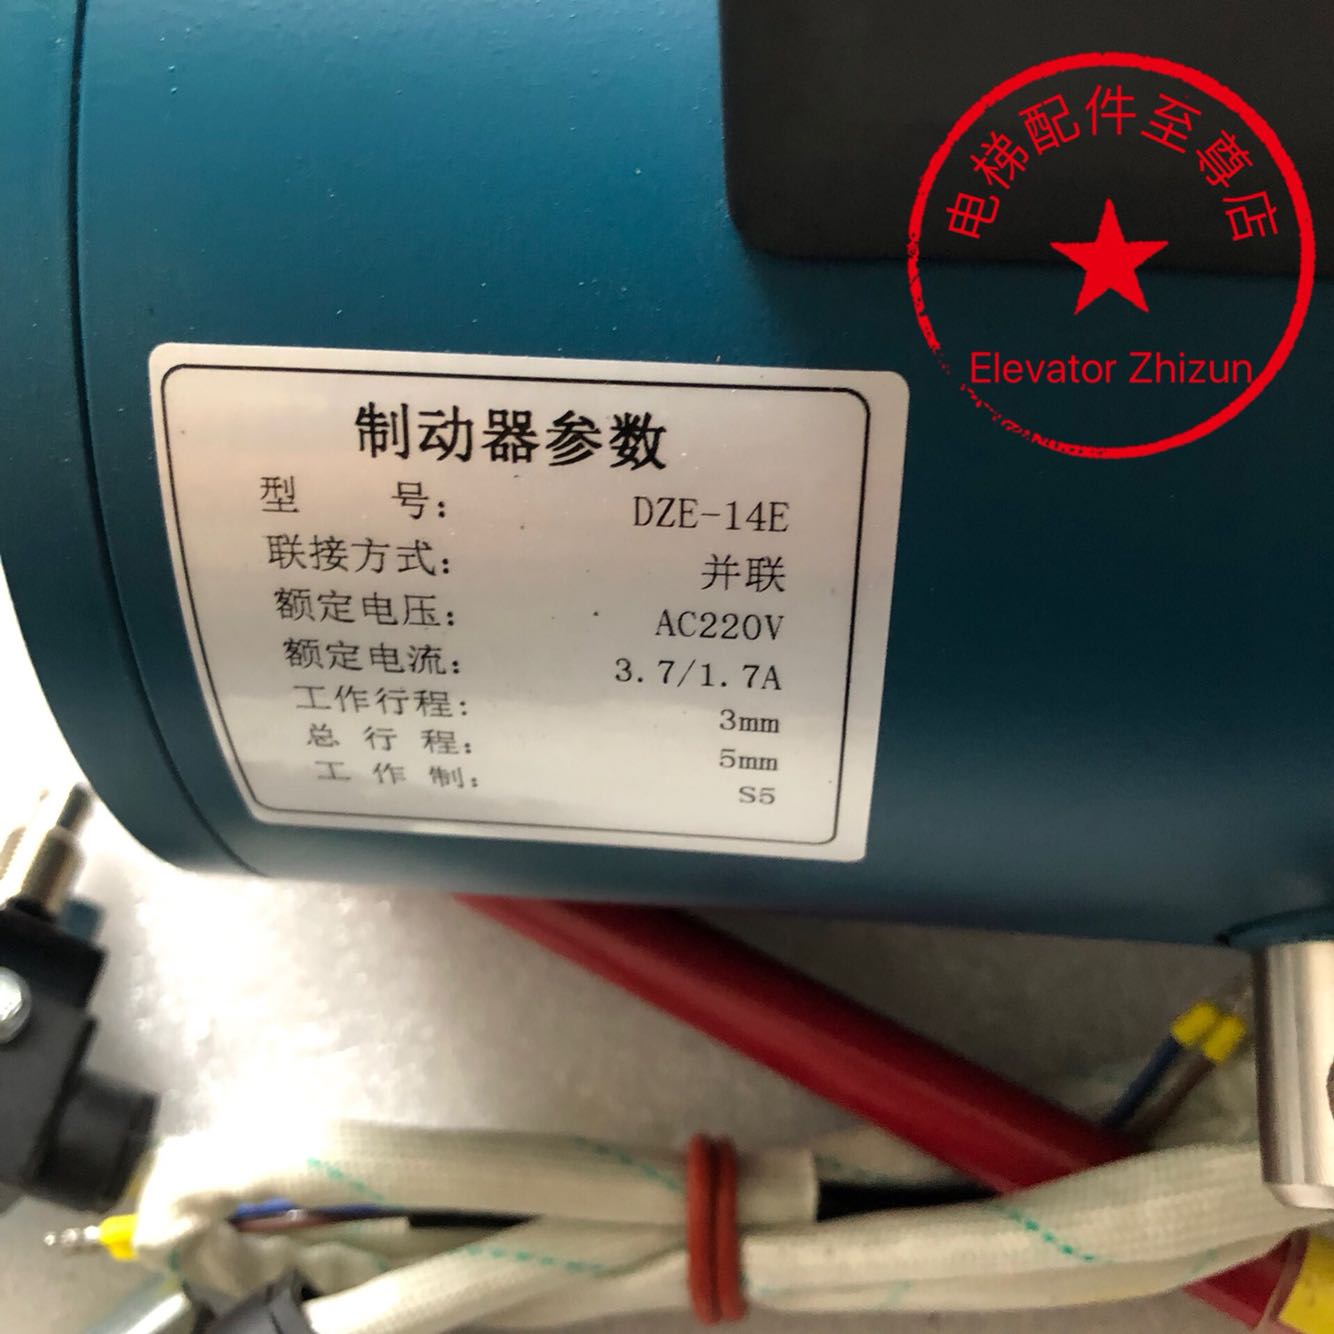 电梯配件至尊店
Elevator Zhizun
制动器参数
型 号: DZE-14E
联接方式: 并联
额定电压: AC220V
额定电流: 3.7/1.7A
工作行程: 3mm
总 行 程: 5mm
工 作 制: S5